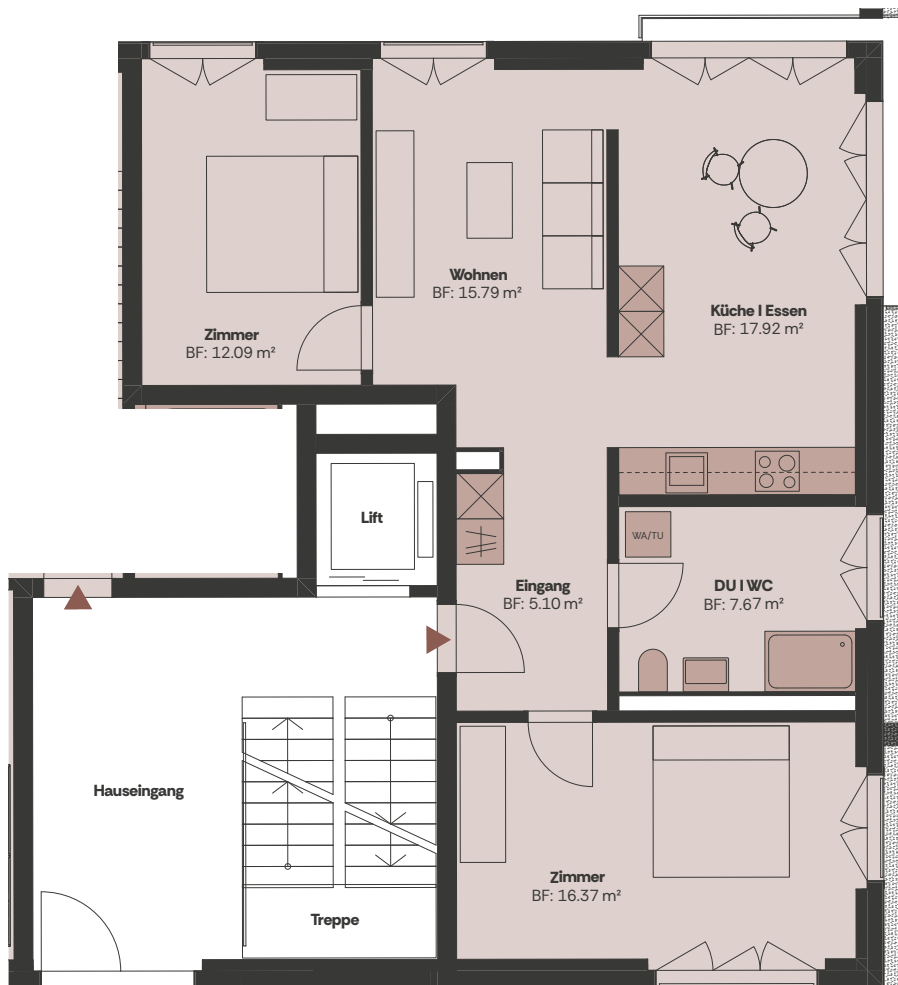 Wohnen
BF: 15.79 m²
Küche I Essen
BF: 17.92 m²
Zimmer
BF: 12.09 m²
Lift
WA/TU
Eingang
BF: 5.10 m²
DU I WC
BF: 7.67 m²
Hauseingang
Zimmer
BF: 16.37 m²
Treppe